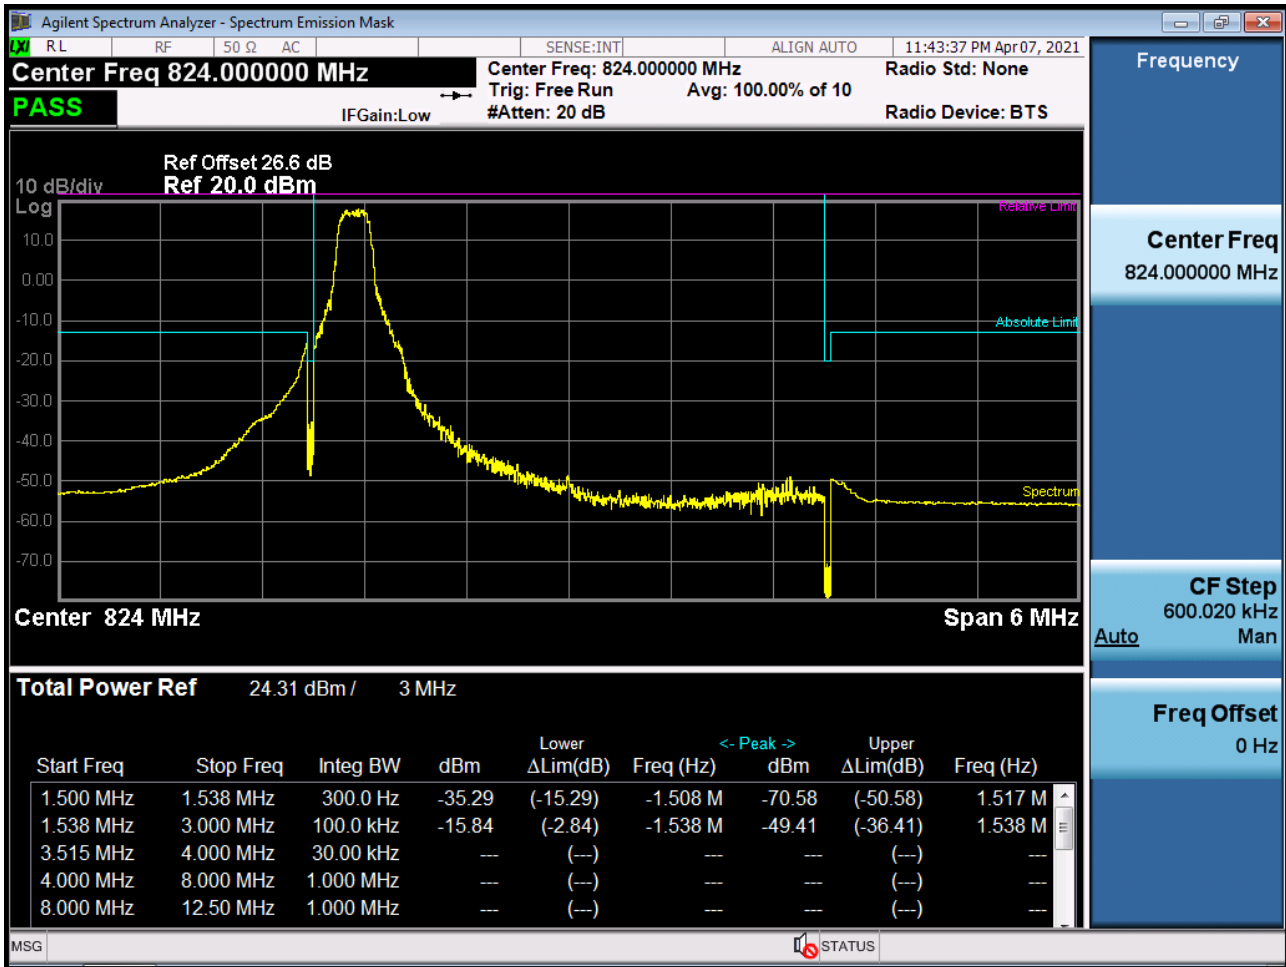 Agilent Spectrum Analyzer - Spectrum Emission Mask
LXI RL RF 50 Ω AC SENSE:INT ALIGN AUTO 11:43:37 PM Apr 07, 2021
Center Freq 824.000000 MHz
PASS
IFGain:Low
Center Freq: 824.000000 MHz
Trig: Free Run Avg: 100.00% of 10
#Atten: 20 dB
Radio Std: None
Radio Device: BTS
Ref Offset 26.6 dB
10 dB/div Ref 20.0 dBm
Log
Relative Limit
10.0
0.00
-10.0
Absolute Limit
-20.0
-30.0
-40.0
-50.0
Spectrum
-60.0
-70.0
Center 824 MHz Span 6 MHz
Total Power Ref 24.31 dBm / 3 MHz
Lower <- Peak -> Upper
Start Freq Stop Freq Integ BW dBm ΔLim(dB) Freq (Hz) dBm ΔLim(dB) Freq (Hz)
1.500 MHz 1.538 MHz 300.0 Hz -35.29 (-15.29) -1.508 M -70.58 (-50.58) 1.517 M
1.538 MHz 3.000 MHz 100.0 kHz -15.84 (-2.84) -1.538 M -49.41 (-36.41) 1.538 M
3.515 MHz 4.000 MHz 30.00 kHz --- (---) --- --- (---) ---
4.000 MHz 8.000 MHz 1.000 MHz --- (---) --- --- (---) ---
8.000 MHz 12.50 MHz 1.000 MHz --- (---) --- --- (---) ---
MSG STATUS
Frequency
Center Freq
824.000000 MHz
CF Step
600.020 kHz
Auto Man
Freq Offset
0 Hz